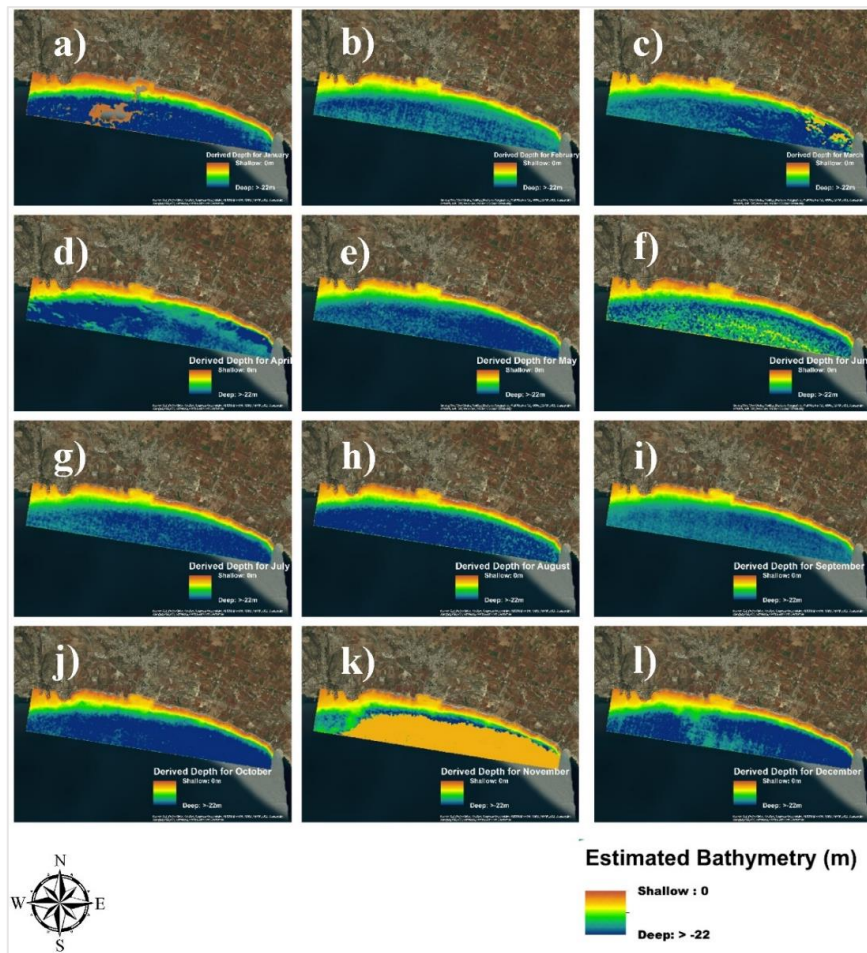 a)
Derived Depth for January
Shallow: 0m
Deep: >-22m
b)
Derived Depth for February
Shallow: 0m
Deep: >-22m
c)
Derived Depth for March
Shallow: 0m
Deep: >-22m
d)
Derived Depth for April
Shallow: 0m
Deep: >-22m
e)
Derived Depth for May
Shallow: 0m
Deep: >-22m
f)
Derived Depth for Jun
Shallow: 0m
Deep: >-22m
g)
Derived Depth for July
Shallow: 0m
Deep: >-22m
h)
Derived Depth for August
Shallow: 0m
Deep: >-22m
i)
Derived Depth for September
Shallow: 0m
Deep: >-22m
j)
Derived Depth for October
Shallow: 0m
Deep: >-22m
k)
Derived Depth for November
Shallow: 0m
Deep: >-22m
l)
Derived Depth for December
Shallow: 0m
Deep: >-22m
N
W E
S
Estimated Bathymetry (m)
Shallow : 0
Deep: > -22